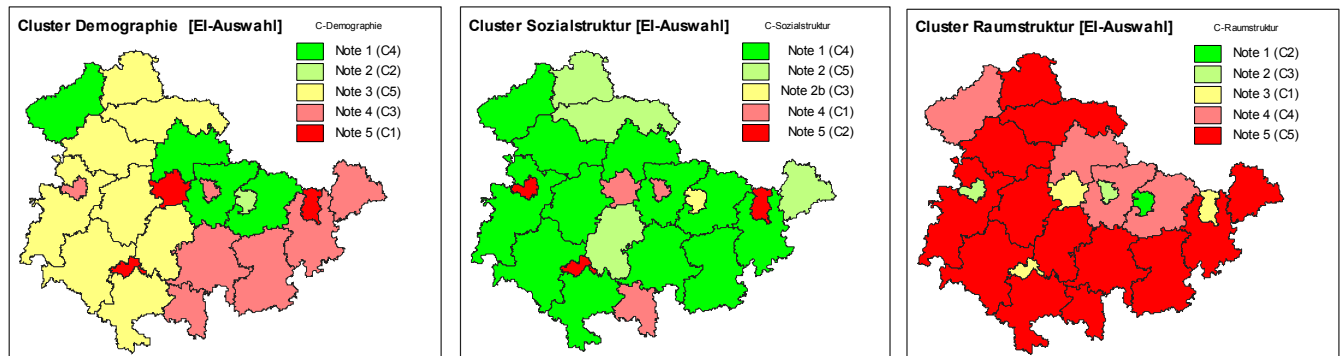 Cluster Demographie [EI-Auswahl] C-Demographie
Note 1 (C4)
Note 2 (C2)
Note 3 (C5)
Note 4 (C3)
Note 5 (C1)
Cluster Sozialstruktur [EI-Auswahl] C-Sozialstruktur
Note 1 (C4)
Note 2 (C5)
Note 2b (C3)
Note 4 (C1)
Note 5 (C2)
Cluster Raumstruktur [EI-Auswahl] C-Raumstruktur
Note 1 (C2)
Note 2 (C3)
Note 3 (C1)
Note 4 (C4)
Note 5 (C5)